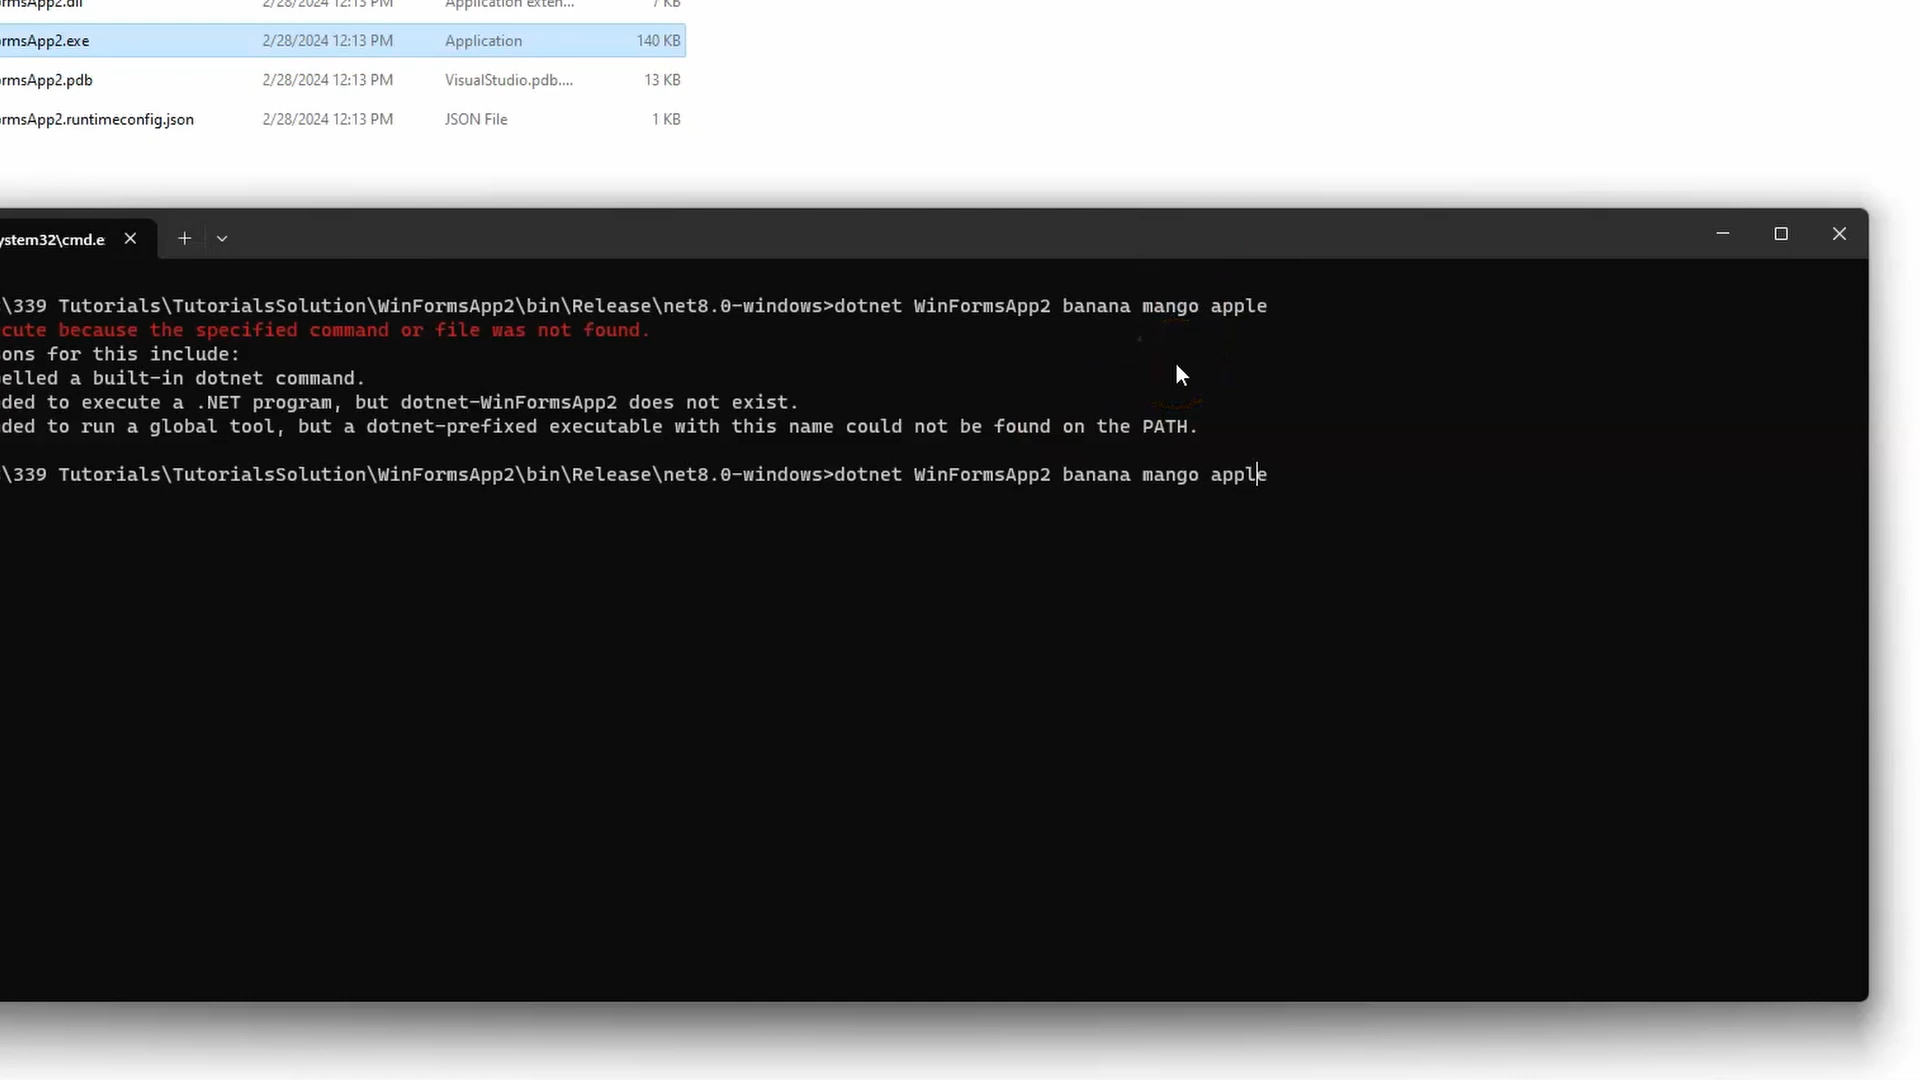 rmsApp2.dll 2/28/2024 12:13 PM Application exten... 7 KB
rmsApp2.exe 2/28/2024 12:13 PM Application 140 KB
rmsApp2.pdb 2/28/2024 12:13 PM VisualStudio.pdb.... 13 KB
rmsApp2.runtimeconfig.json 2/28/2024 12:13 PM JSON File 1 KB
ystem32\cmd.e
\339 Tutorials\TutorialsSolution\WinFormsApp2\bin\Release\net8.0-windows>dotnet WinFormsApp2 banana mango apple
cute because the specified command or file was not found.
ons for this include:
elled a built-in dotnet command.
ded to execute a .NET program, but dotnet-WinFormsApp2 does not exist.
ded to run a global tool, but a dotnet-prefixed executable with this name could not be found on the PATH.
\339 Tutorials\TutorialsSolution\WinFormsApp2\bin\Release\net8.0-windows>dotnet WinFormsApp2 banana mango apple